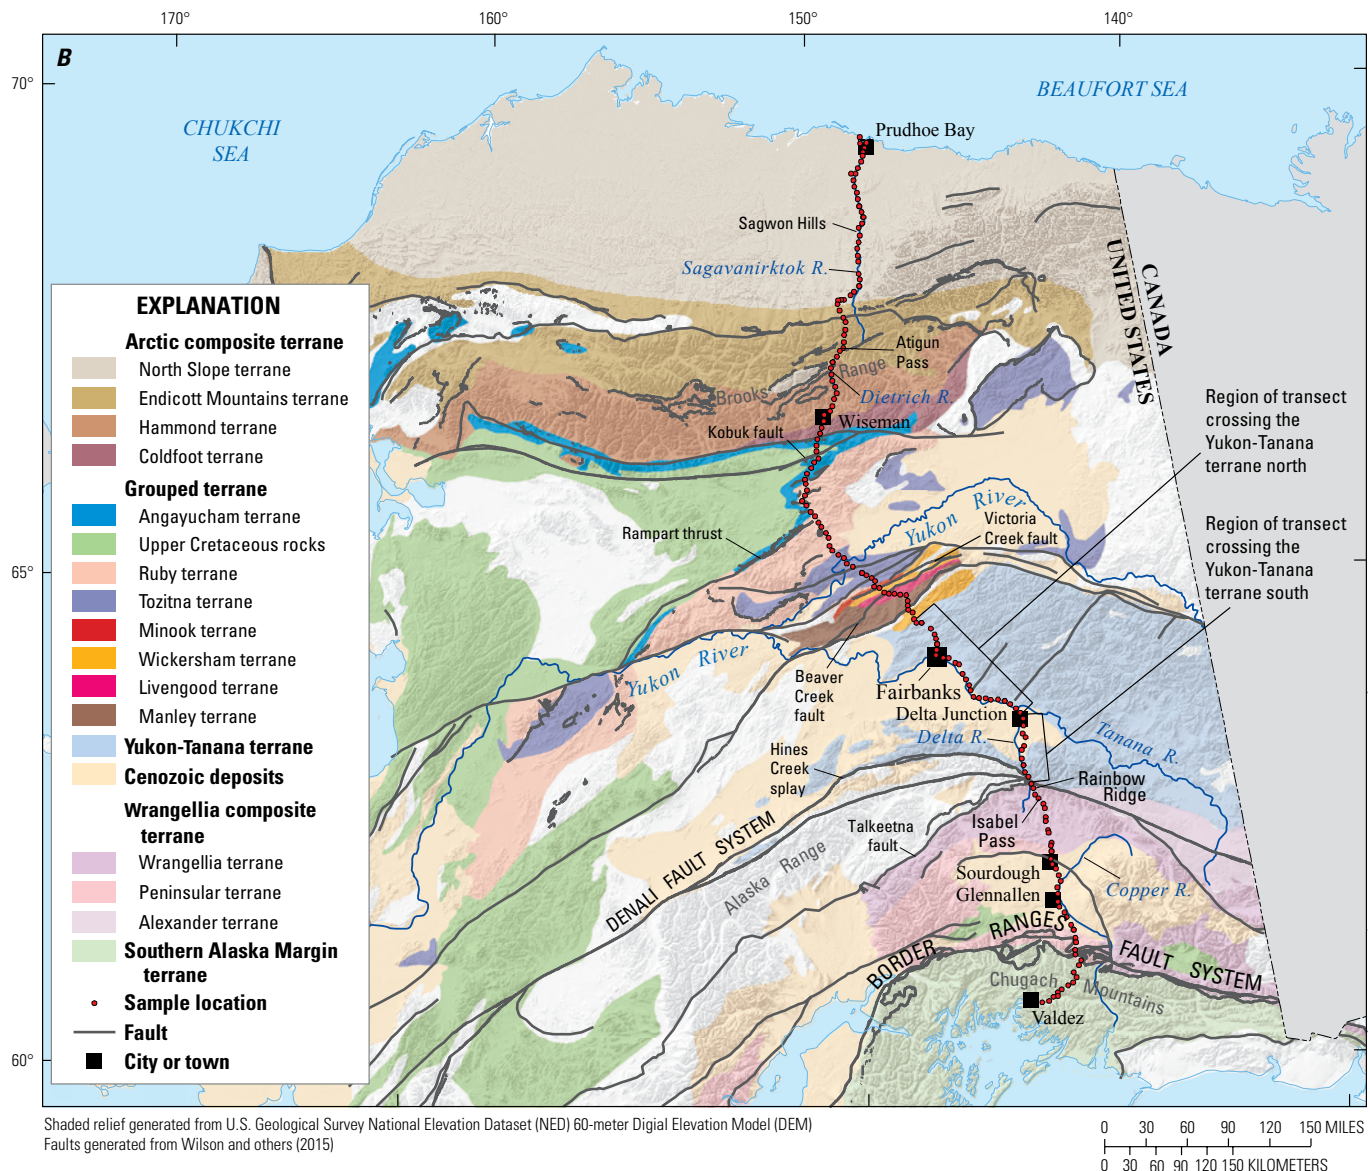 170°
160°
150°
140°
B
70°
65°
60°
CHUKCHI
SEA
BEAUFORT SEA
Prudhoe Bay
Sagwon Hills
Sagavanirktok R.
CANADA
UNITED STATES
Atigun
Pass
Brooks Range
Dietrich R.
Wiseman
Kobuk fault
Region of transect
crossing the
Yukon-Tanana
terrane north
Yukon River
Victoria
Creek fault
Rampart thrust
Region of transect
crossing the
Yukon-Tanana
terrane south
Yukon River
Beaver
Creek
fault
Fairbanks
Delta Junction
Delta R.
Tanana R.
Hines
Creek
splay
Rainbow
Ridge
Isabel
Pass
Talkeetna
fault
DENALI FAULT SYSTEM
Alaska Range
Sourdough
Glennallen
Copper R.
BORDER RANGES FAULT SYSTEM
Chugach Mountains
Valdez
EXPLANATION
Arctic composite terrane
North Slope terrane
Endicott Mountains terrane
Hammond terrane
Coldfoot terrane
Grouped terrane
Angayucham terrane
Upper Cretaceous rocks
Ruby terrane
Tozitna terrane
Minook terrane
Wickersham terrane
Livengood terrane
Manley terrane
Yukon-Tanana terrane
Cenozoic deposits
Wrangellia composite
terrane
Wrangellia terrane
Peninsular terrane
Alexander terrane
Southern Alaska Margin
terrane
Sample location
Fault
City or town
Shaded relief generated from U.S. Geological Survey National Elevation Dataset (NED) 60-meter Digial Elevation Model (DEM)
Faults generated from Wilson and others (2015)
0 30 60 90 120 150 MILES
0 30 60 90 120 150 KILOMETERS